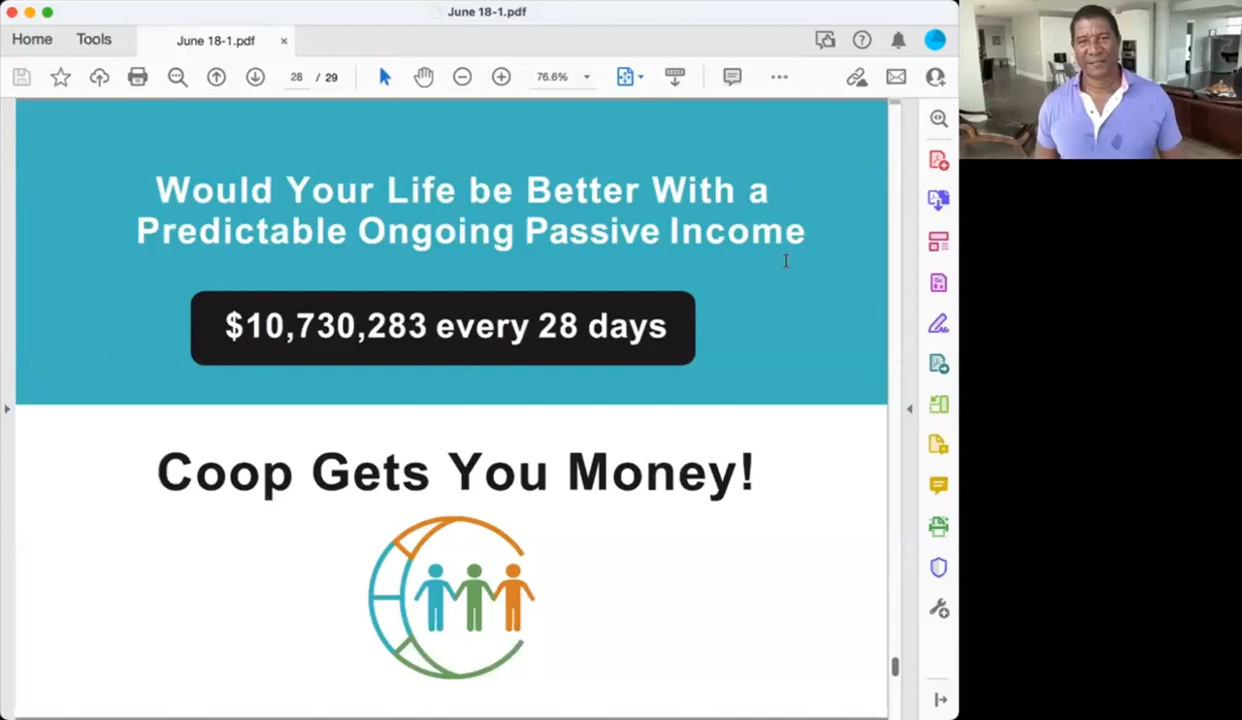 June 18-1.pdf
Home Tools June 18-1.pdf ×
28 / 29 76.6%
Would Your Life be Better With a
Predictable Ongoing Passive Income
$10,730,283 every 28 days
Coop Gets You Money!